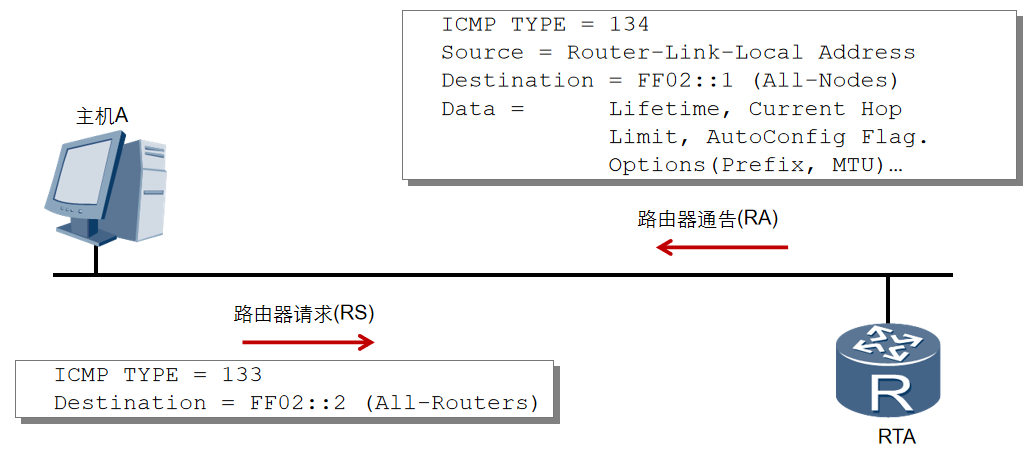 ICMP TYPE = 134
Source = Router-Link-Local Address
Destination = FF02::1 (All-Nodes)
Data = Lifetime, Current Hop
Limit, AutoConfig Flag.
Options(Prefix, MTU)…
主机A
路由器通告(RA)
路由器请求(RS)
ICMP TYPE = 133
Destination = FF02::2 (All-Routers)
R
RTA